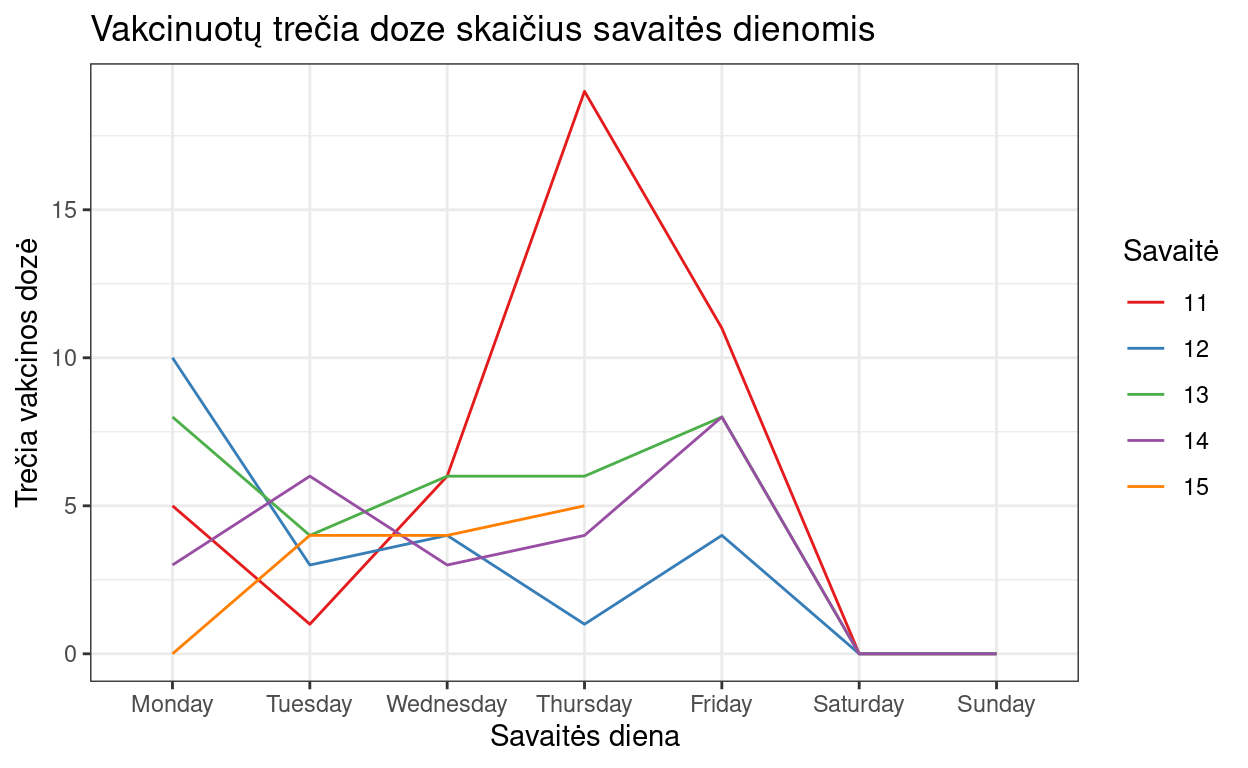 Vakcinuotų trečia doze skaičius savaitės dienomis
Trečia vakcinos dozė
15
10
5
0
Monday Tuesday Wednesday Thursday Friday Saturday Sunday
Savaitės diena
Savaitė
11
12
13
14
15